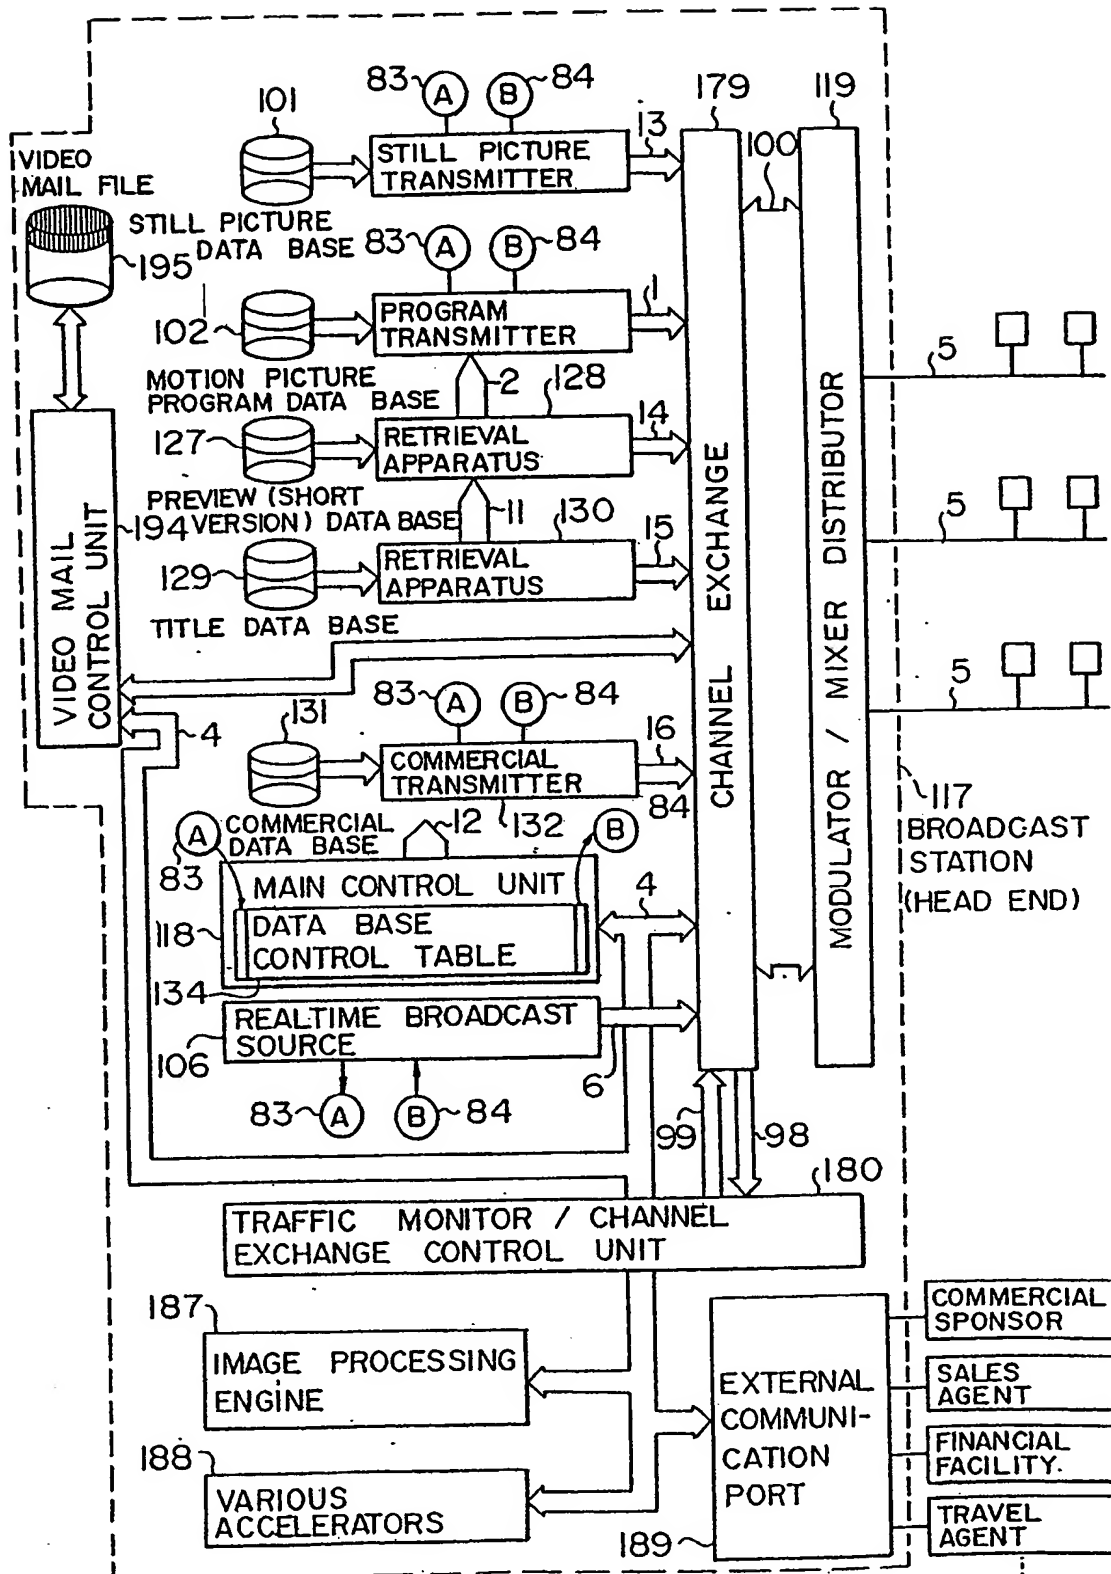 83 A B 84
179
119
101
13
100
STILL PICTURE
TRANSMITTER
VIDEO
MAIL FILE
STILL PICTURE
DATA BASE
195
83 A B 84
102
PROGRAM
TRANSMITTER
1
MOTION PICTURE
PROGRAM DATA BASE
2
128
14
5
127
RETRIEVAL
APPARATUS
PREVIEW (SHORT
VERSION) DATA BASE
11
130
15
5
194
VIDEO MAIL
CONTROL UNIT
129
RETRIEVAL
APPARATUS
TITLE DATA BASE
CHANNEL EXCHANGE
MODULATOR / MIXER DISTRIBUTOR
83 A B 84
5
4
131
16
COMMERCIAL
TRANSMITTER
132
84
B
A
83
COMMERCIAL
DATA BASE
12
117
BROADCAST
STATION
(HEAD END)
MAIN CONTROL UNIT
118
DATA BASE
CONTROL TABLE
4
134
REALTIME BROADCAST
SOURCE
106
6
83 A B 84
99
98
180
TRAFFIC MONITOR / CHANNEL
EXCHANGE CONTROL UNIT
187
IMAGE PROCESSING
ENGINE
188
VARIOUS
ACCELERATORS
EXTERNAL
COMMUNI-
CATION
PORT
189
COMMERCIAL
SPONSOR
SALES
AGENT
FINANCIAL
FACILITY.
TRAVEL
AGENT